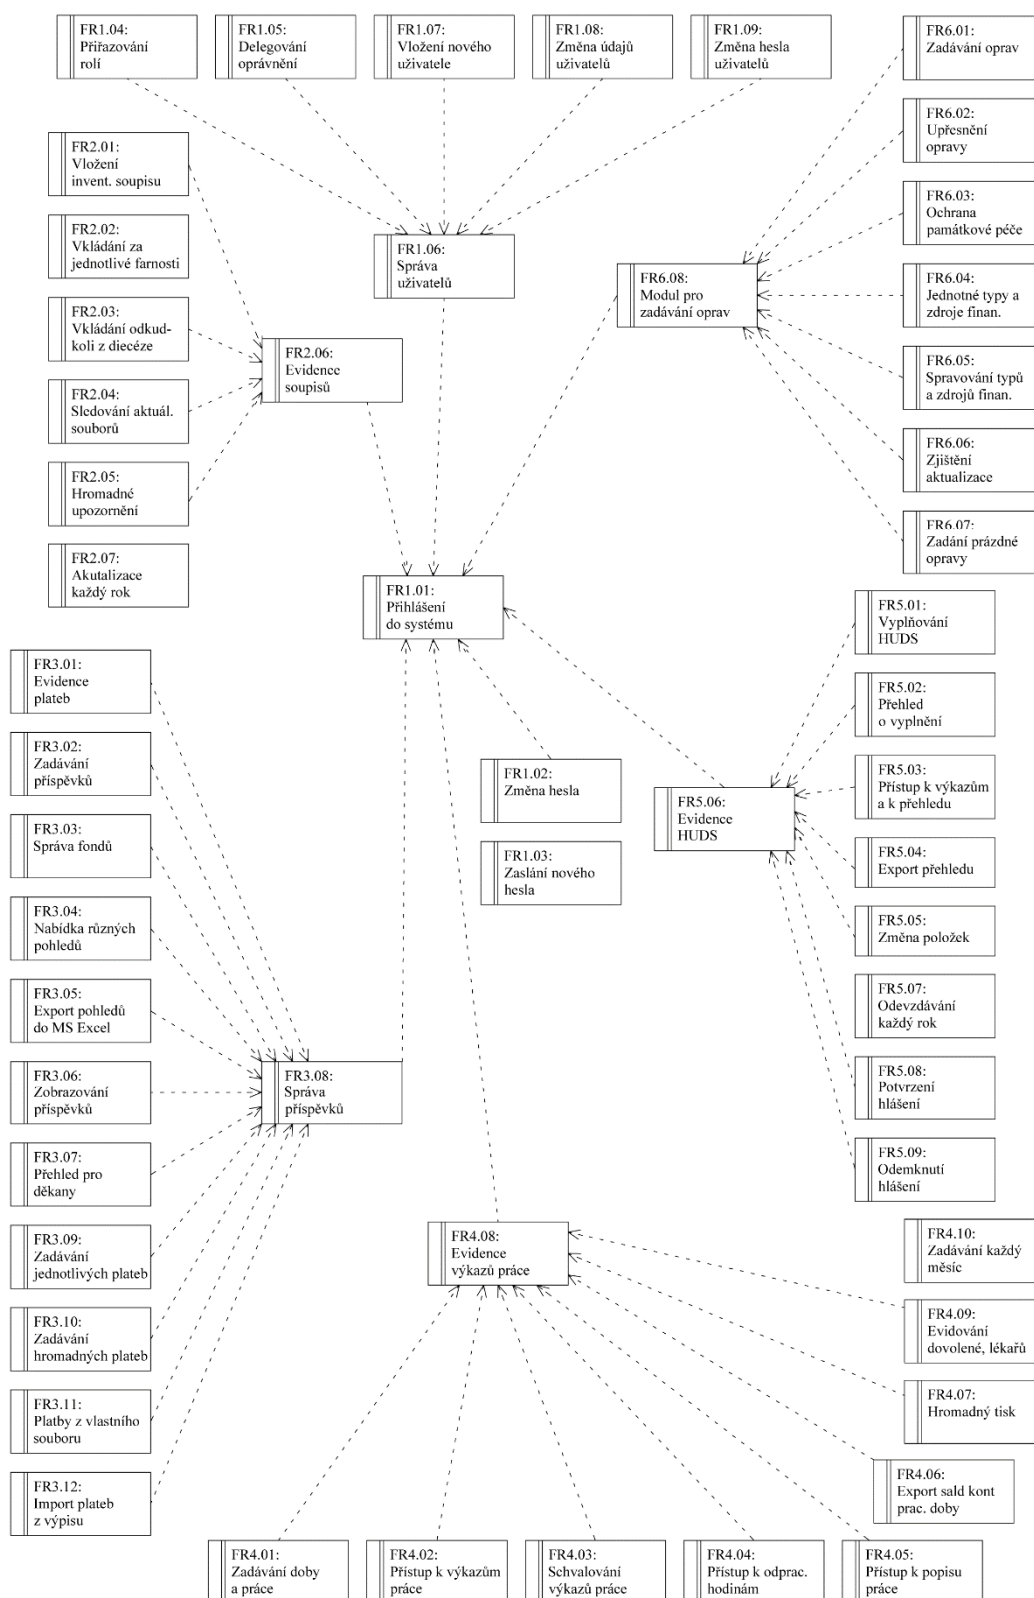 FR1.04:
Přiřazování
rolí
FR1.05:
Delegování
oprávnění
FR1.07:
Vložení nového
uživatele
FR1.08:
Změna údajů
uživatelů
FR1.09:
Změna hesla
uživatelů
FR6.01:
Zadávání oprav
FR6.02:
Upřesnění
opravy
FR6.03:
Ochrana
památkové péče
FR6.04:
Jednotné typy a
zdroje finan.
FR6.05:
Spravování typů
a zdrojů finan.
FR6.06:
Zjištění
aktualizace
FR6.07:
Zadání prázdné
opravy
FR2.01:
Vložení
invent. soupisu
FR2.02:
Vkládání za
jednotlivé farnosti
FR2.03:
Vkládání odkud-
koli z diecéze
FR2.04:
Sledování aktuál.
souborů
FR2.05:
Hromadné
upozornění
FR2.07:
Akutalizace
každý rok
FR1.06:
Správa
uživatelů
FR6.08:
Modul pro
zadávání oprav
FR2.06:
Evidence
soupisů
FR1.01:
Přihlášení
do systému
FR1.02:
Změna hesla
FR1.03:
Zaslání nového
hesla
FR5.06:
Evidence
HUDS
FR5.01:
Vyplňování
HUDS
FR5.02:
Přehled
o vyplnění
FR5.03:
Přístup k výkazům
a k přehledu
FR5.04:
Export přehledu
FR5.05:
Změna položek
FR5.07:
Odevzdávání
každý rok
FR5.08:
Potvrzení
hlášení
FR5.09:
Odemknutí
hlášení
FR3.01:
Evidence
plateb
FR3.02:
Zadávání
příspěvků
FR3.03:
Správa fondů
FR3.04:
Nabídka různých
pohledů
FR3.05:
Export pohledů
do MS Excel
FR3.06:
Zobrazování
příspěvků
FR3.07:
Přehled pro
děkany
FR3.09:
Zadávání
jednotlivých plateb
FR3.10:
Zadávání
hromadných plateb
FR3.11:
Platby z vlastního
souboru
FR3.12:
Import plateb
z výpisu
FR3.08:
Správa
příspěvků
FR4.08:
Evidence
výkazů práce
FR4.10:
Zadávání každý
měsíc
FR4.09:
Evidování
dovolené, lékařů
FR4.07:
Hromadný tisk
FR4.06:
Export sald kont
prac. doby
FR4.01:
Zadávání doby
a práce
FR4.02:
Přístup k výkazům
práce
FR4.03:
Schvalování
výkazů práce
FR4.04:
Přístup k odprac.
hodinám
FR4.05:
Přístup k popisu
práce